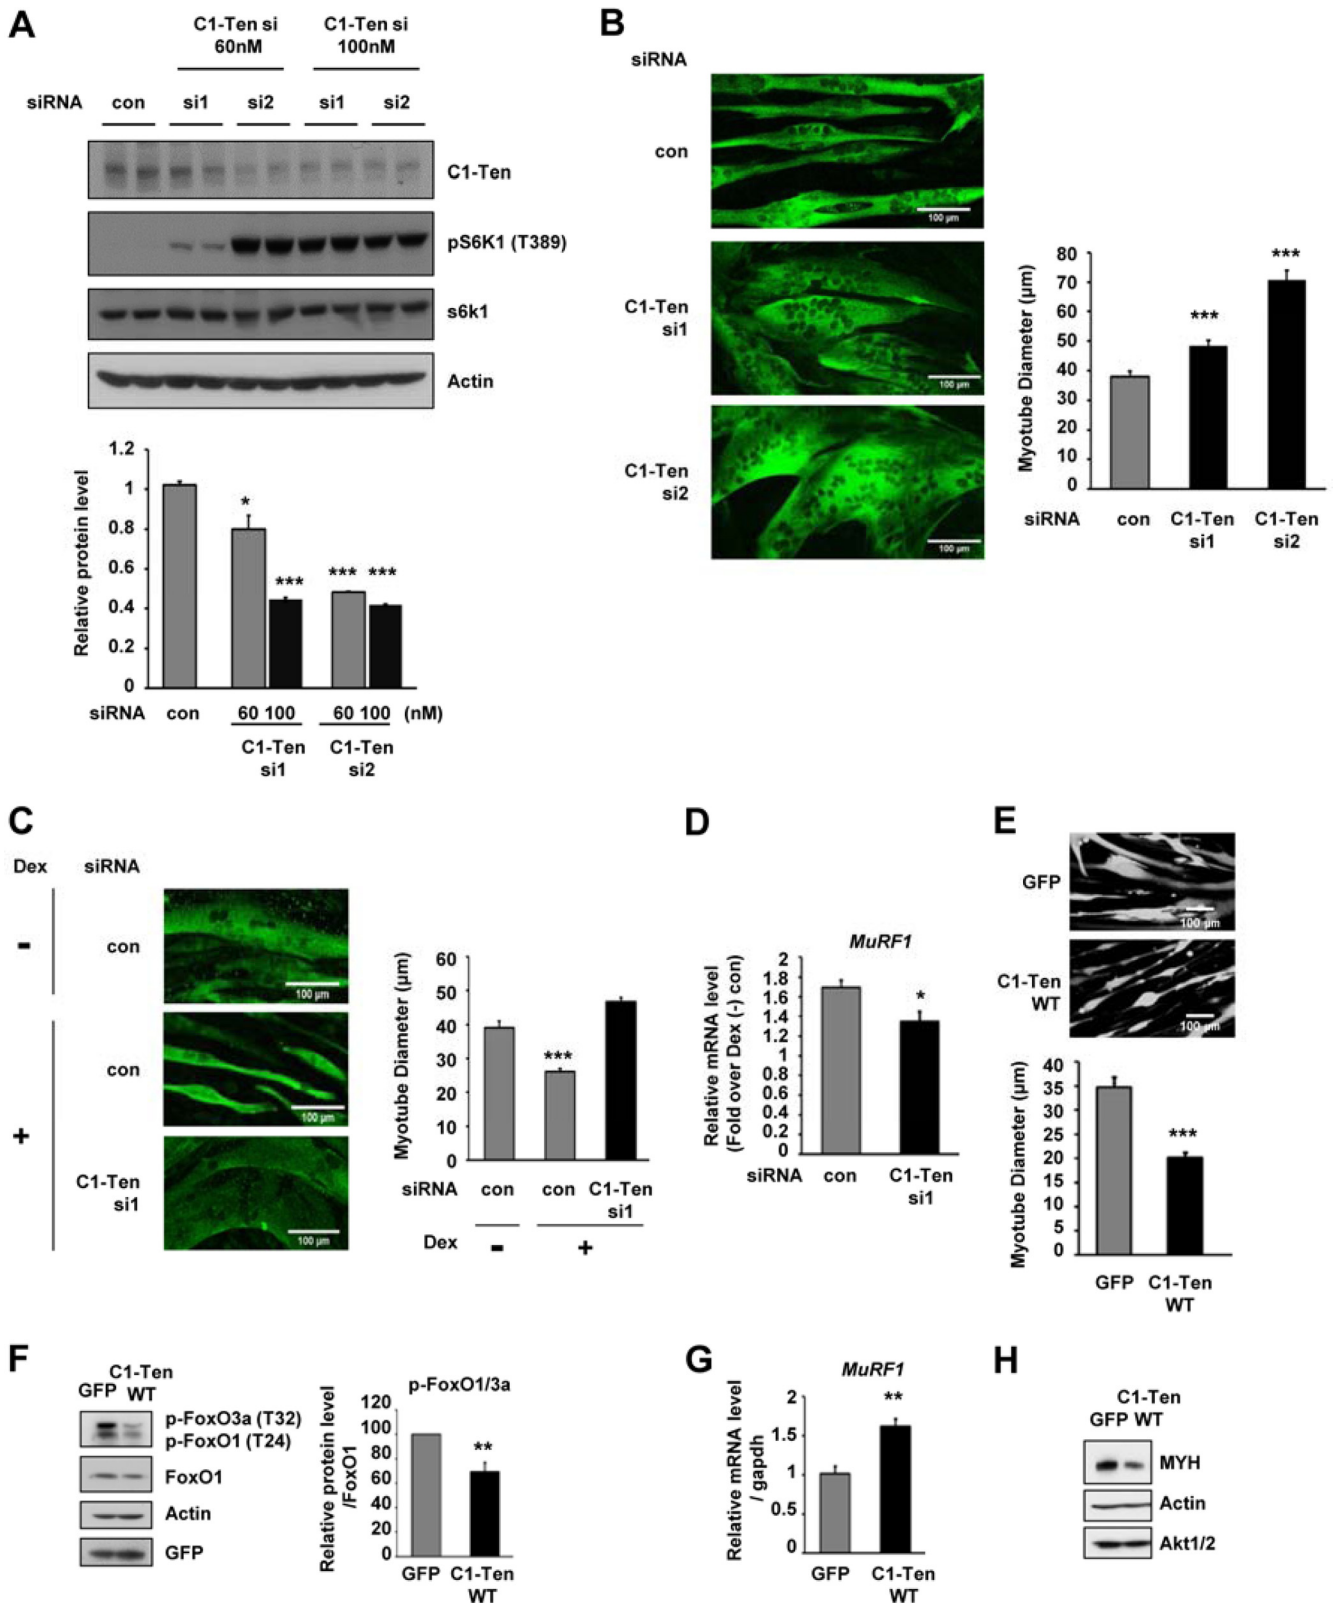 A
C1-Ten si C1-Ten si
60nM 100nM
siRNA con si1 si2 si1 si2
C1-Ten
pS6K1 (T389)
s6k1
Actin
Relative protein level
1.2
1
0.8
0.6
0.4
0.2
0
*
***
*** ***
siRNA con 60 100 60 100 (nM)
C1-Ten C1-Ten
si1 si2
B
siRNA
con
100 µm
C1-Ten
si1
100 µm
C1-Ten
si2
100 µm
Motube Diameter (µm)
80
70
60
50
40
30
20
10
0
***
***
siRNA con C1-Ten C1-Ten
si1 si2
C
Dex siRNA
- con
100 µm
con
100 µm
+
C1-Ten
si1
100 µm
Myotube Diameter (µm)
60
50
40
30
20
10
0
***
siRNA con con C1-Ten
si1
Dex - +
D
MuRF1
Relative mRNA level
(Fold over Dex (-) con)
2
1.8
1.6
1.4
1.2
1
0.8
0.6
0.4
0.2
0
*
siRNA con C1-Ten
si1
E
GFP
100 µm
C1-Ten
WT
100 µm
Myotube Diameter (µm)
40
35
30
25
20
15
10
5
0
***
GFP C1-Ten
WT
F
C1-Ten
GFP WT
p-FoxO3a (T32)
p-FoxO1 (T24)
FoxO1
Actin
GFP
p-FoxO1/3a
Relative protein level
/FoxO1
120
100
80
60
40
20
0
**
GFP C1-Ten
WT
G
MuRF1
Relative mRNA level
/ gapdh
2
1.5
1
0.5
0
**
GFP C1-Ten
WT
H
C1-Ten
GFP WT
MYH
Actin
Akt1/2